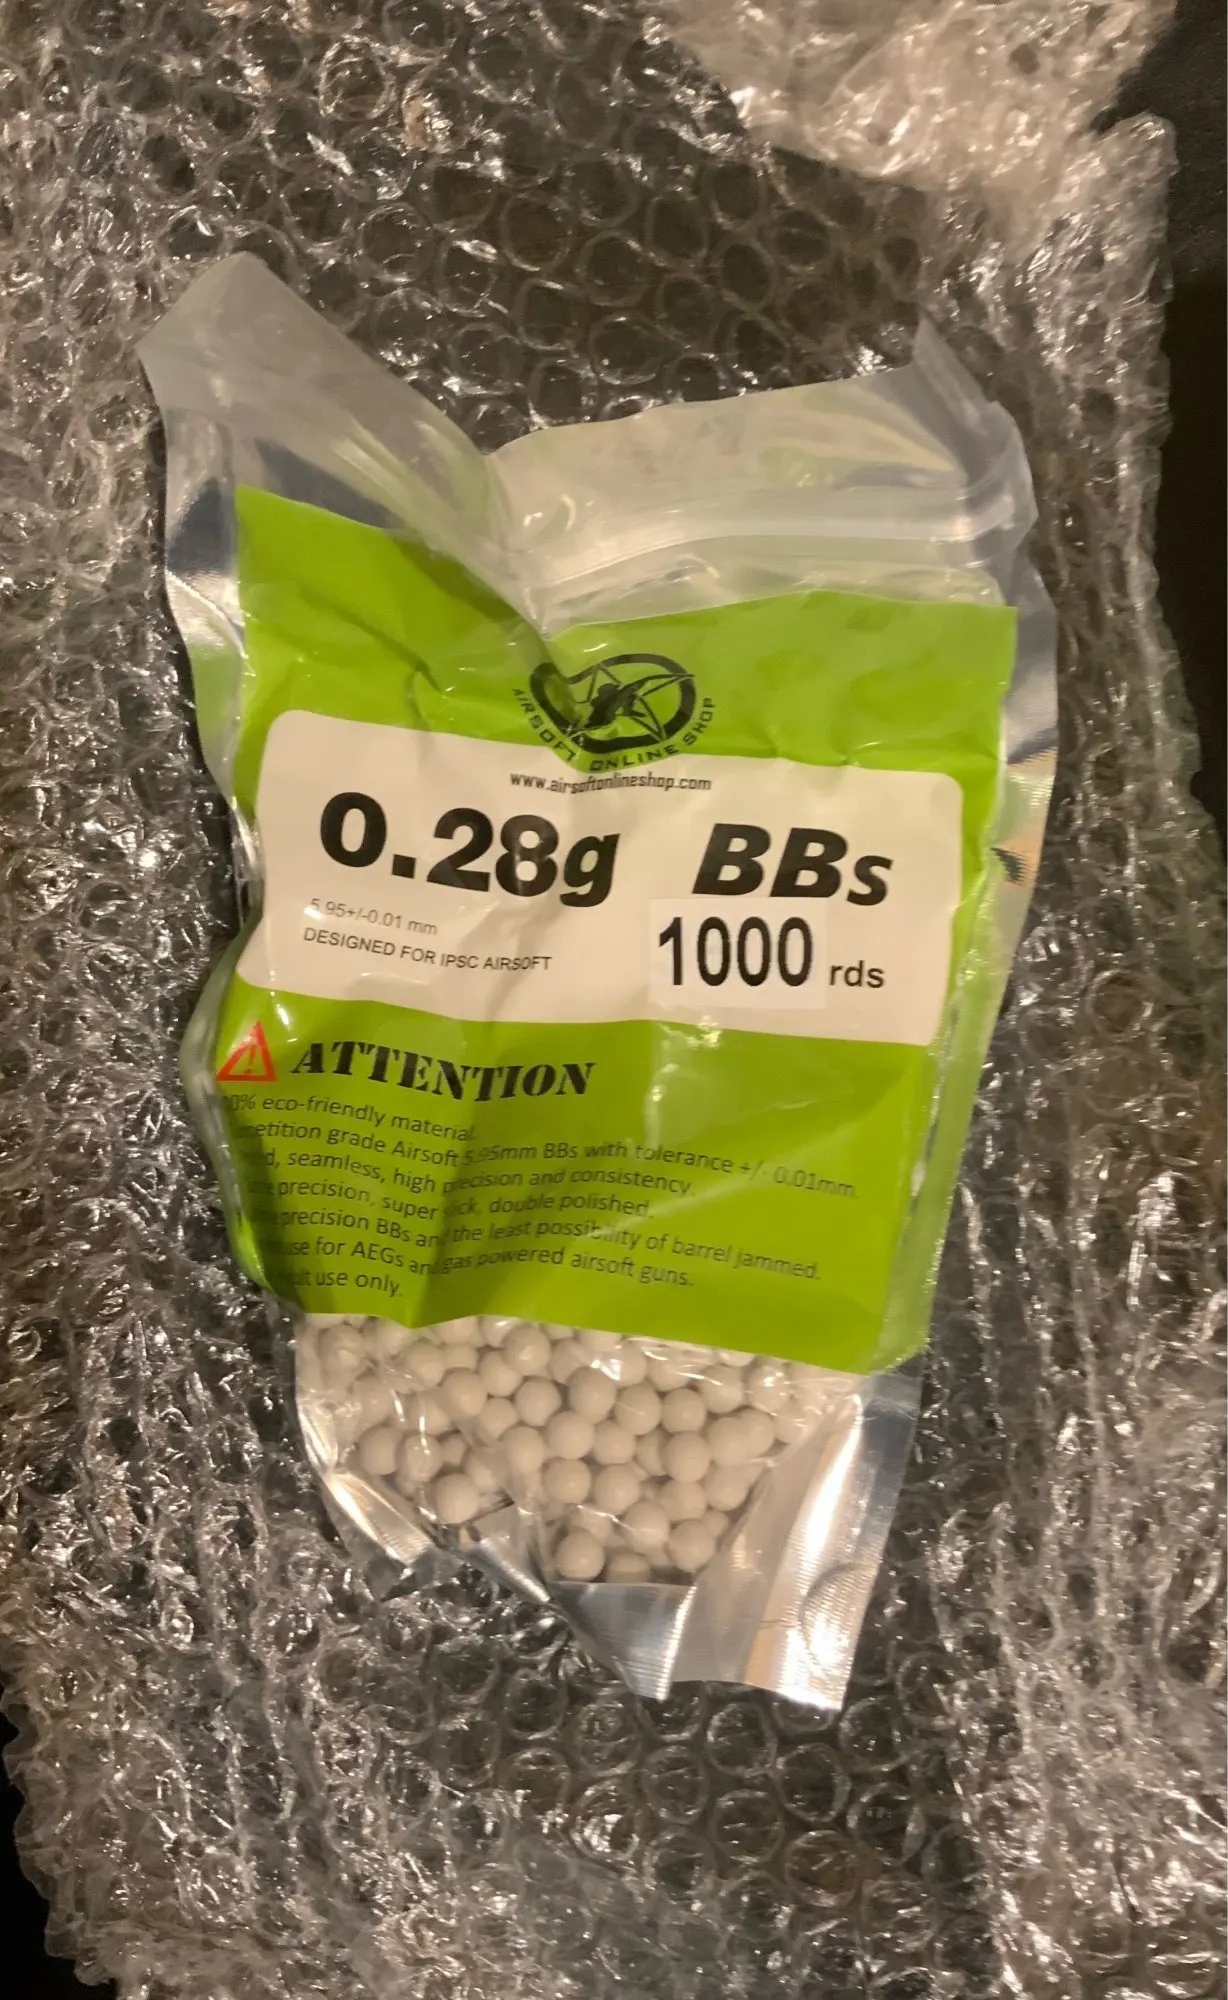 AIRSOFT ONLINE SHOP
www.airsoftonlineshop.com
0.28g BBs
5.95+/-0.01 mm
DESIGNED FOR IPSC AIRSOFT
1000 rds
ATTENTION
eco-friendly material.
grade Airsoft 5.95mm BBs with tolerance +/- 0.01mm.
seamless, high precision and consistency.
precision, super slick, double polished.
precision BBs and the least possibility of barrel jammed.
use for AEGs and gas powered airsoft guns.
use only.